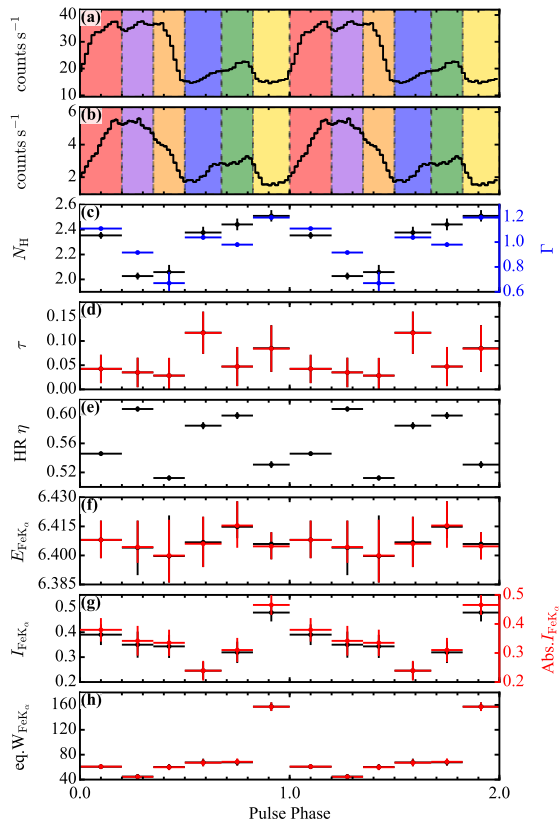 (a)
counts s⁻¹
40
30
20
10
(b)
counts s⁻¹
6
4
2
(c)
N_H
2.6
2.4
2.2
2.0
1.2
1.0
0.8
0.6
Γ
(d)
τ
0.15
0.10
0.05
0.00
(e)
HR η
0.60
0.56
0.52
(f)
E_FeKα
6.430
6.415
6.400
6.385
(g)
I_FeKα
0.5
0.4
0.3
0.2
0.5
0.4
0.3
0.2
Abs.I_FeKα
(h)
eq.W_FeKα
160
120
80
40
0.0 1.0 2.0
Pulse Phase